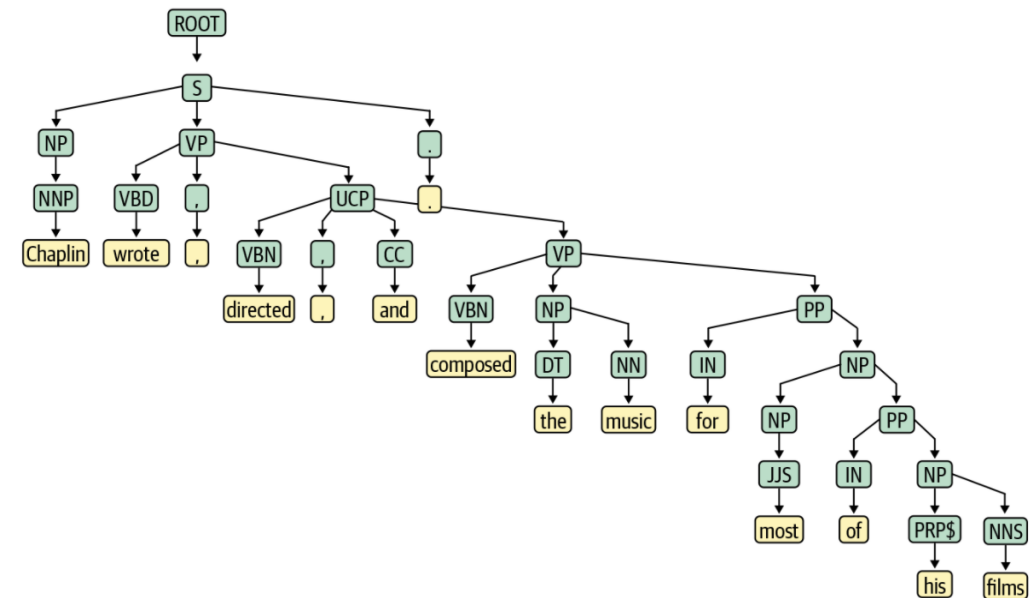 ROOT
S
NP VP .
NNP VBD , UCP .
Chaplin wrote , VBN , CC VP
directed , and VBN NP PP
composed DT NN IN NP
the music for NP PP
JJS IN NP
most of PRP$ NNS
his films